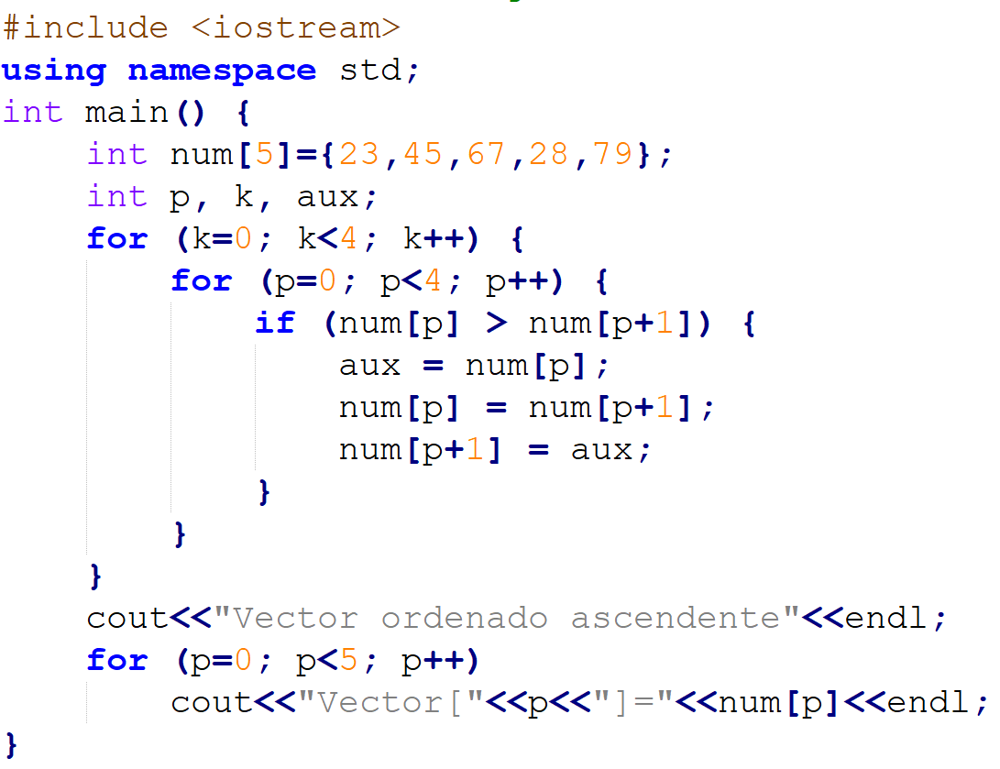 #include <iostream>
using namespace std;
int main() {
    int num[5]={23,45,67,28,79};
    int p, k, aux;
    for (k=0; k<4; k++) {
        for (p=0; p<4; p++) {
            if (num[p] > num[p+1]) {
                aux = num[p];
                num[p] = num[p+1];
                num[p+1] = aux;
            }
        }
    }
    cout<<"Vector ordenado ascendente"<<endl;
    for (p=0; p<5; p++)
        cout<<"Vector["<<p<<"]="<<num[p]<<endl;
}